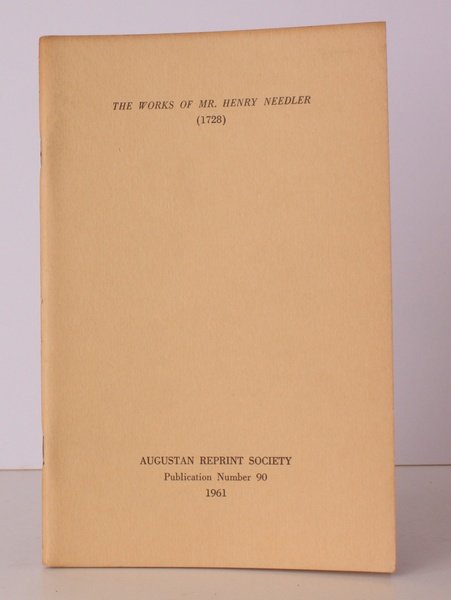 THE WORKS OF MR. HENRY NEEDLER
(1728)
AUGUSTAN REPRINT SOCIETY
Publication Number 90
1961